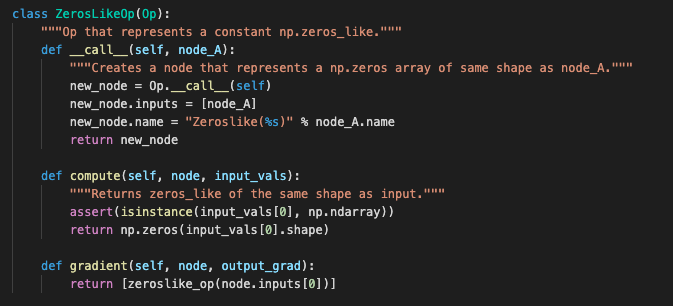 class ZerosLikeOp(Op):
    """Op that represents a constant np.zeros_like."""
    def __call__(self, node_A):
        """Creates a node that represents a np.zeros array of same shape as node_A."""
        new_node = Op.__call__(self)
        new_node.inputs = [node_A]
        new_node.name = "Zeroslike(%s)" % node_A.name
        return new_node

    def compute(self, node, input_vals):
        """Returns zeros_like of the same shape as input."""
        assert(isinstance(input_vals[0], np.ndarray))
        return np.zeros(input_vals[0].shape)

    def gradient(self, node, output_grad):
        return [zeroslike_op(node.inputs[0])]